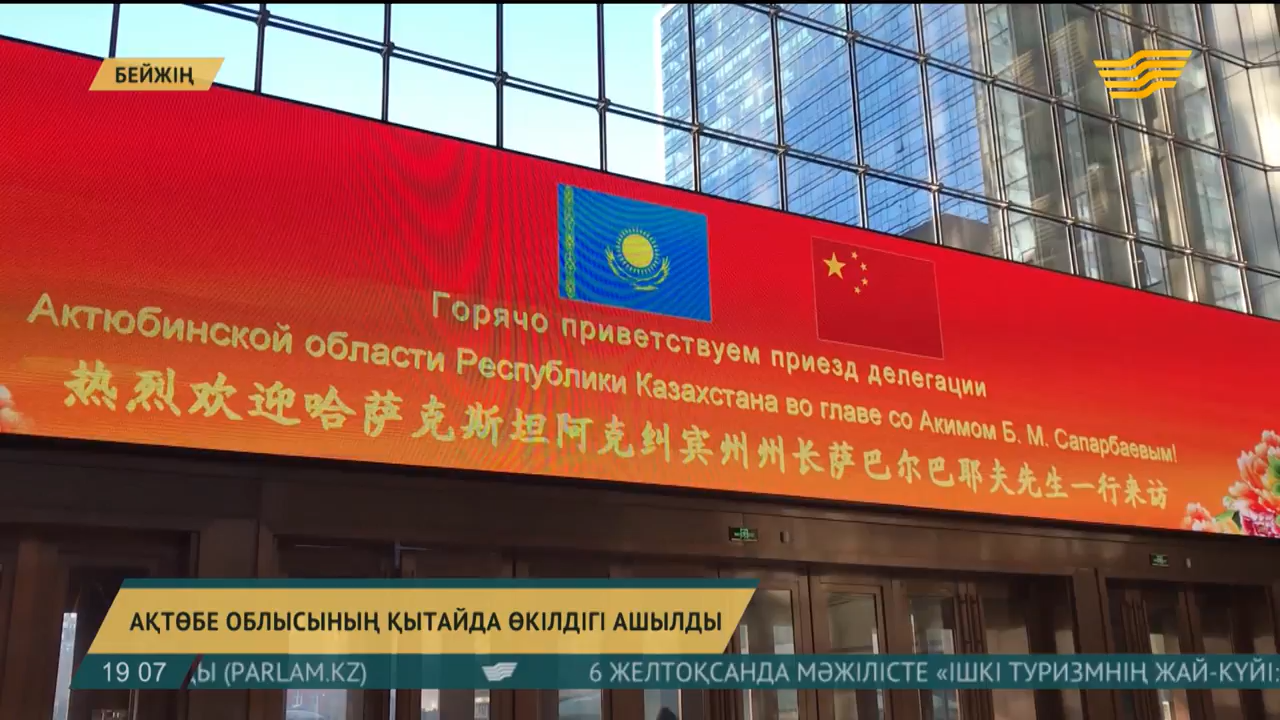 БЕЙЖІҢ
Горячо приветствуем приезд делегации
Актюбинской области Республики Казахстана во главе со Акимом Б. М. Сапарбаевым!
热烈欢迎哈萨克斯坦阿克纠宾州州长萨巴尔巴耶夫先生一行来访
АҚТӨБЕ ОБЛЫСЫНЫҢ ҚЫТАЙДА ӨКІЛДІГІ АШЫЛДЫ
19 07 ДЫ (PARLAM.KZ) 6 ЖЕЛТОҚСАНДА МӘЖІЛІСТЕ «ІШКІ ТУРИЗМНІҢ ЖАЙ-КҮЙІ: